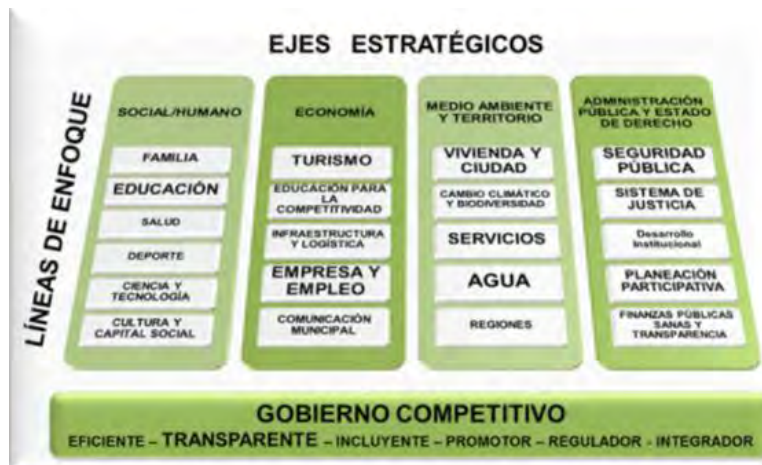 EJES ESTRATÉGICOS
LÍNEAS DE ENFOQUE
SOCIAL/HUMANO
FAMILIA
EDUCACIÓN
SALUD
DEPORTE
CIENCIA Y
TECNOLOGÍA
CULTURA Y
CAPITAL SOCIAL
ECONOMÍA
TURISMO
EDUCACIÓN PARA
LA
COMPETITIVIDAD
INFRAESTRUCTURA
Y LOGÍSTICA
EMPRESA Y
EMPLEO
COMUNICACIÓN
MUNICIPAL
MEDIO AMBIENTE
Y TERRITORIO
VIVIENDA Y
CIUDAD
CAMBIO CLIMÁTICO
Y BIODIVERSIDAD
SERVICIOS
AGUA
REGIONES
ADMINISTRACIÓN
PÚBLICA Y ESTADO
DE DERECHO
SEGURIDAD
PÚBLICA
SISTEMA DE
JUSTICIA
Desarrollo
Institucional
PLANEACIÓN
PARTICIPATIVA
FINANZAS PÚBLICAS
SANAS Y
TRANSPARENCIA
GOBIERNO COMPETITIVO
EFICIENTE – TRANSPARENTE – INCLUYENTE – PROMOTOR – REGULADOR - INTEGRADOR